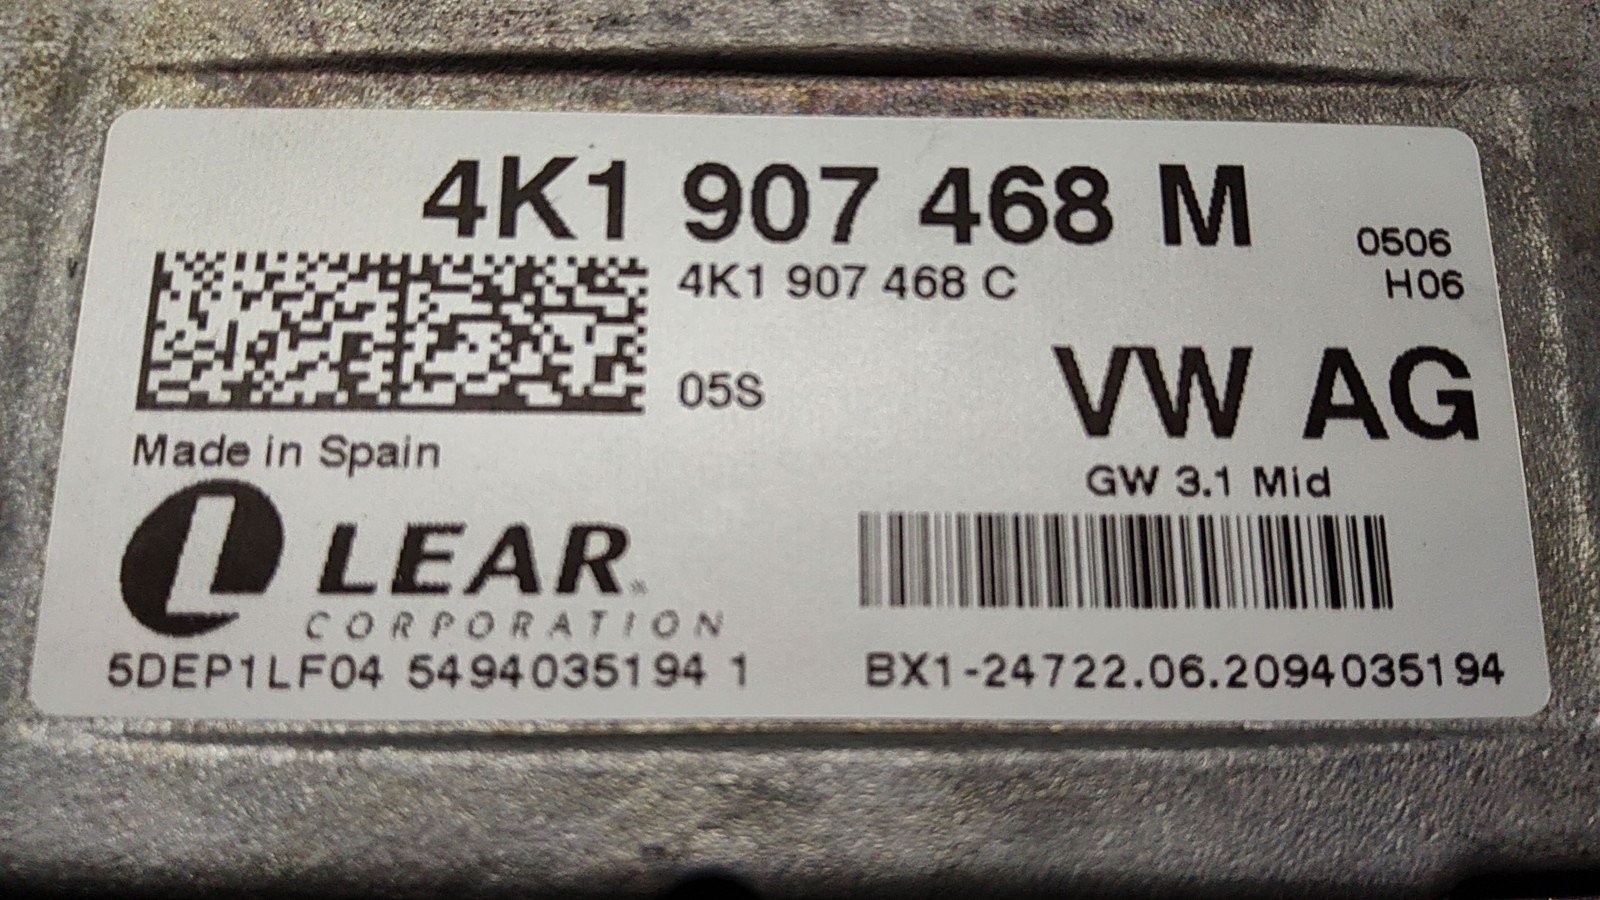 4K1 907 468 M
0506
4K1 907 468 C
H06
05S
VW AG
Made in Spain
GW 3.1 Mid
LEAR
CORPORATION
5DEP1LF04 5494035194 1
BX1-24722.06.2094035194